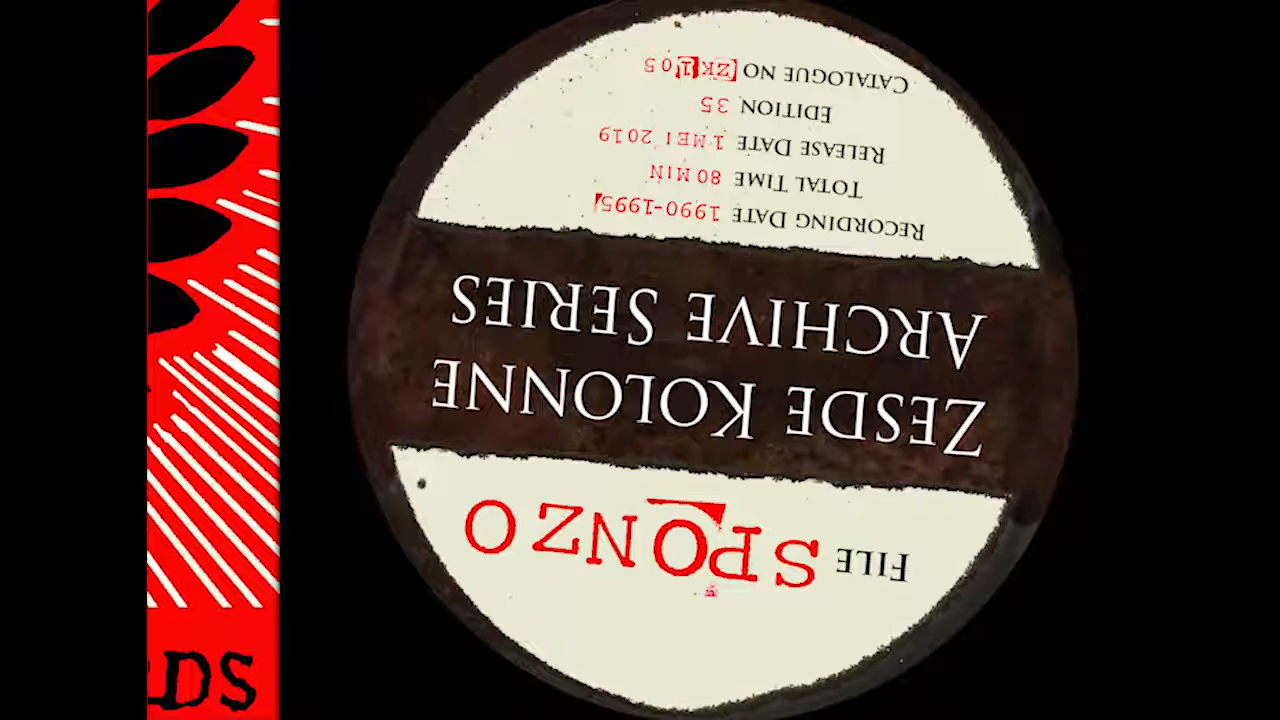 FILE SPONZO
ZESDE KOLONNE
ARCHIVE SERIES
RECORDING DATE 1990-1995
TOTAL TIME 80 MIN
RELEASE DATE 1 MEI 2019
EDITION 35
CATALOGUE NO [ZK]1.05
DS